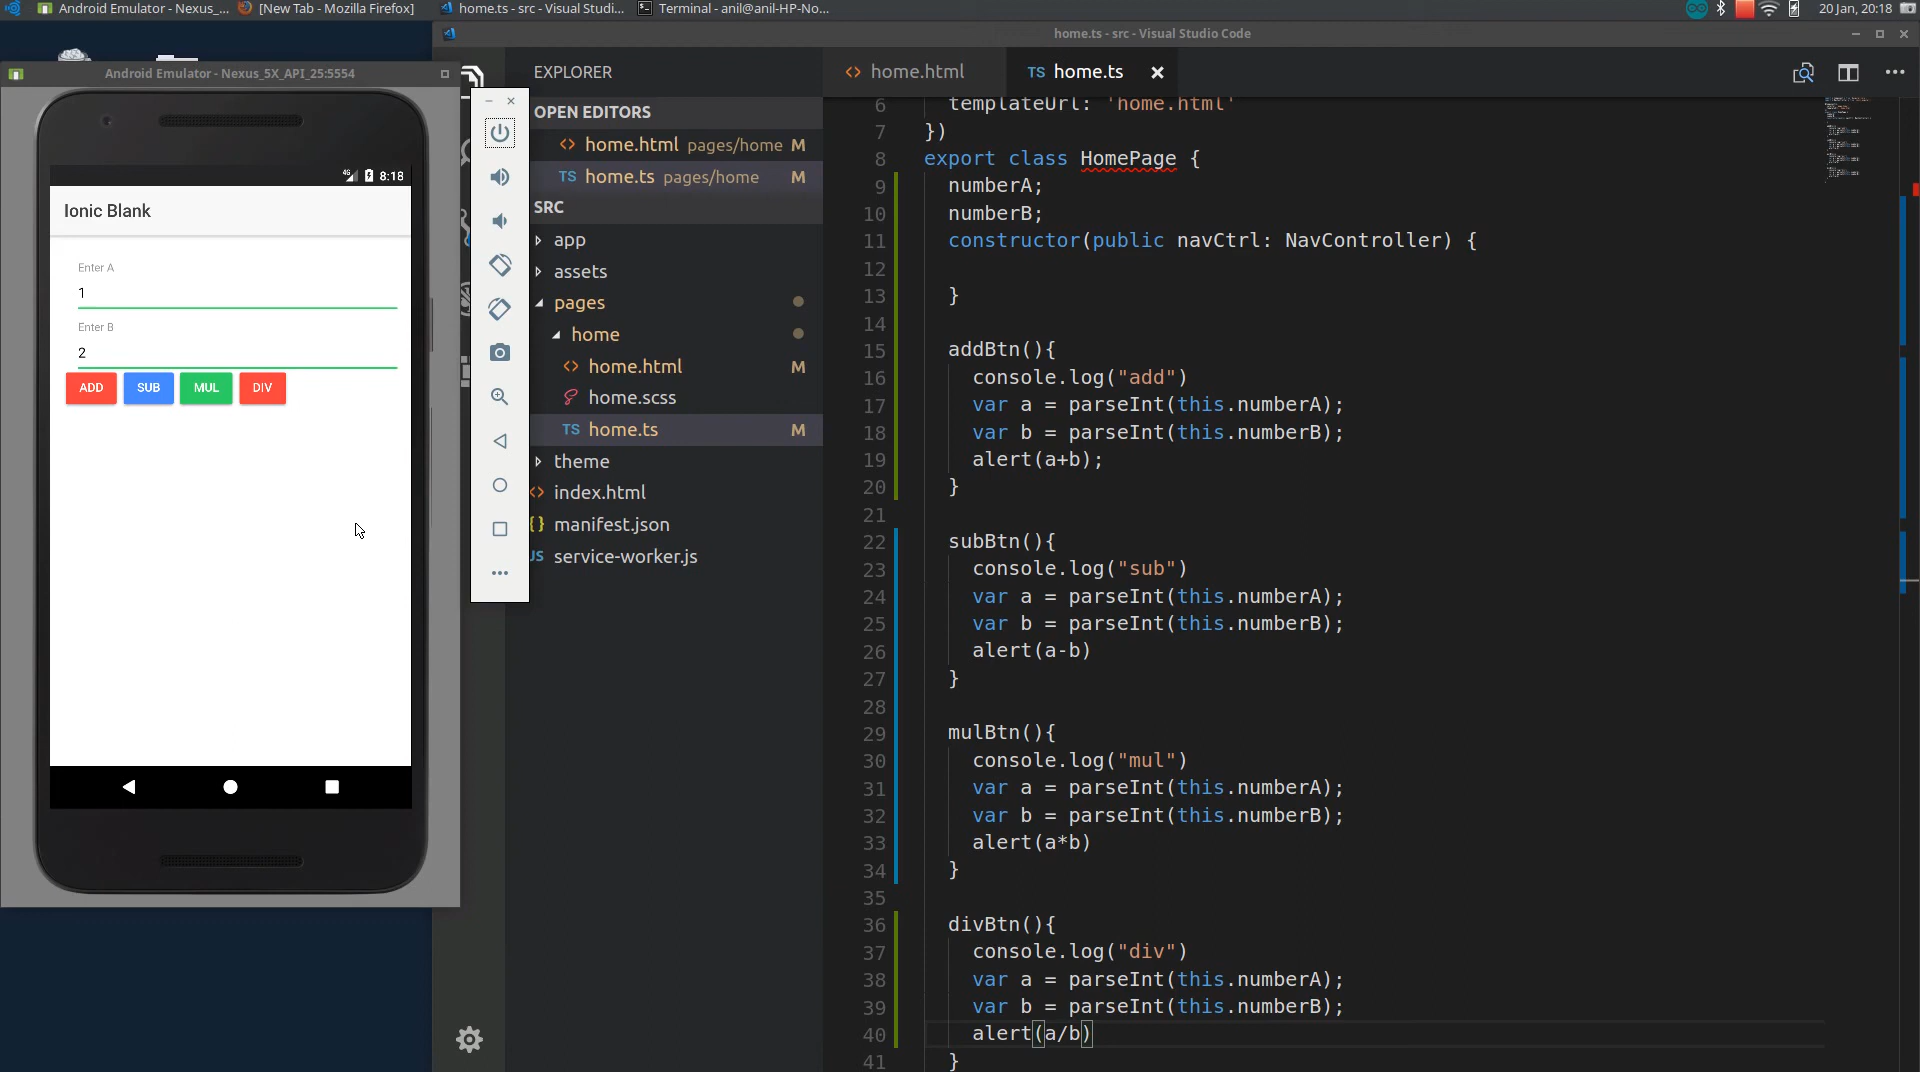 Android Emulator - Nexus_... [New Tab - Mozilla Firefox] home.ts - src - Visual Studi... Terminal - anil@anil-HP-No... 20 Jan, 20:18
home.ts - src - Visual Studio Code
Android Emulator - Nexus_5X_API_25:5554
8:18
Ionic Blank
Enter A
1
Enter B
2
ADD SUB MUL DIV
EXPLORER
OPEN EDITORS
<> home.html pages/home M
TS home.ts pages/home M
SRC
app
assets
pages
home
<> home.html M
home.scss
TS home.ts M
theme
<> index.html
{} manifest.json
JS service-worker.js
<> home.html TS home.ts
6 templateUrl: 'home.html'
7 })
8 export class HomePage {
9 numberA;
10 numberB;
11 constructor(public navCtrl: NavController) {
12
13 }
14
15 addBtn(){
16 console.log("add")
17 var a = parseInt(this.numberA);
18 var b = parseInt(this.numberB);
19 alert(a+b);
20 }
21
22 subBtn(){
23 console.log("sub")
24 var a = parseInt(this.numberA);
25 var b = parseInt(this.numberB);
26 alert(a-b)
27 }
28
29 mulBtn(){
30 console.log("mul")
31 var a = parseInt(this.numberA);
32 var b = parseInt(this.numberB);
33 alert(a*b)
34 }
35
36 divBtn(){
37 console.log("div")
38 var a = parseInt(this.numberA);
39 var b = parseInt(this.numberB);
40 alert(a/b)
41 }